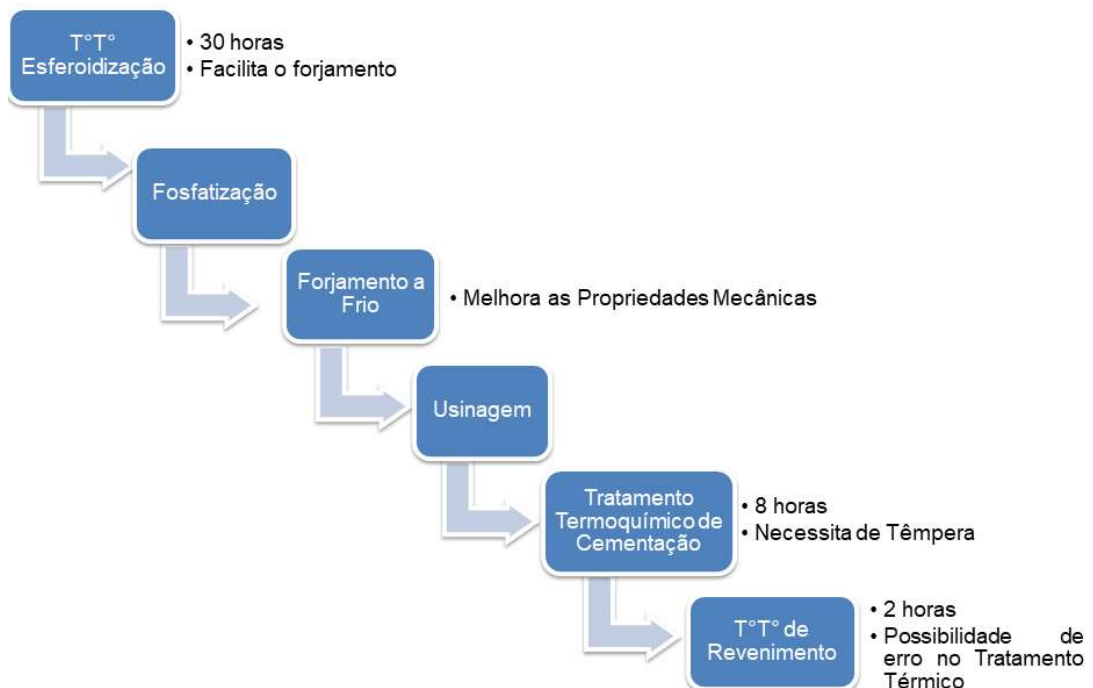 T°T°
Esferoidização
• 30 horas
• Facilita o forjamento
Fosfatização
Forjamento a
Frio
• Melhora as Propriedades Mecânicas
Usinagem
Tratamento
Termoquímico de
Cementação
• 8 horas
• Necessita de Têmpera
T°T° de
Revenimento
• 2 horas
• Possibilidade de
erro no Tratamento
Térmico